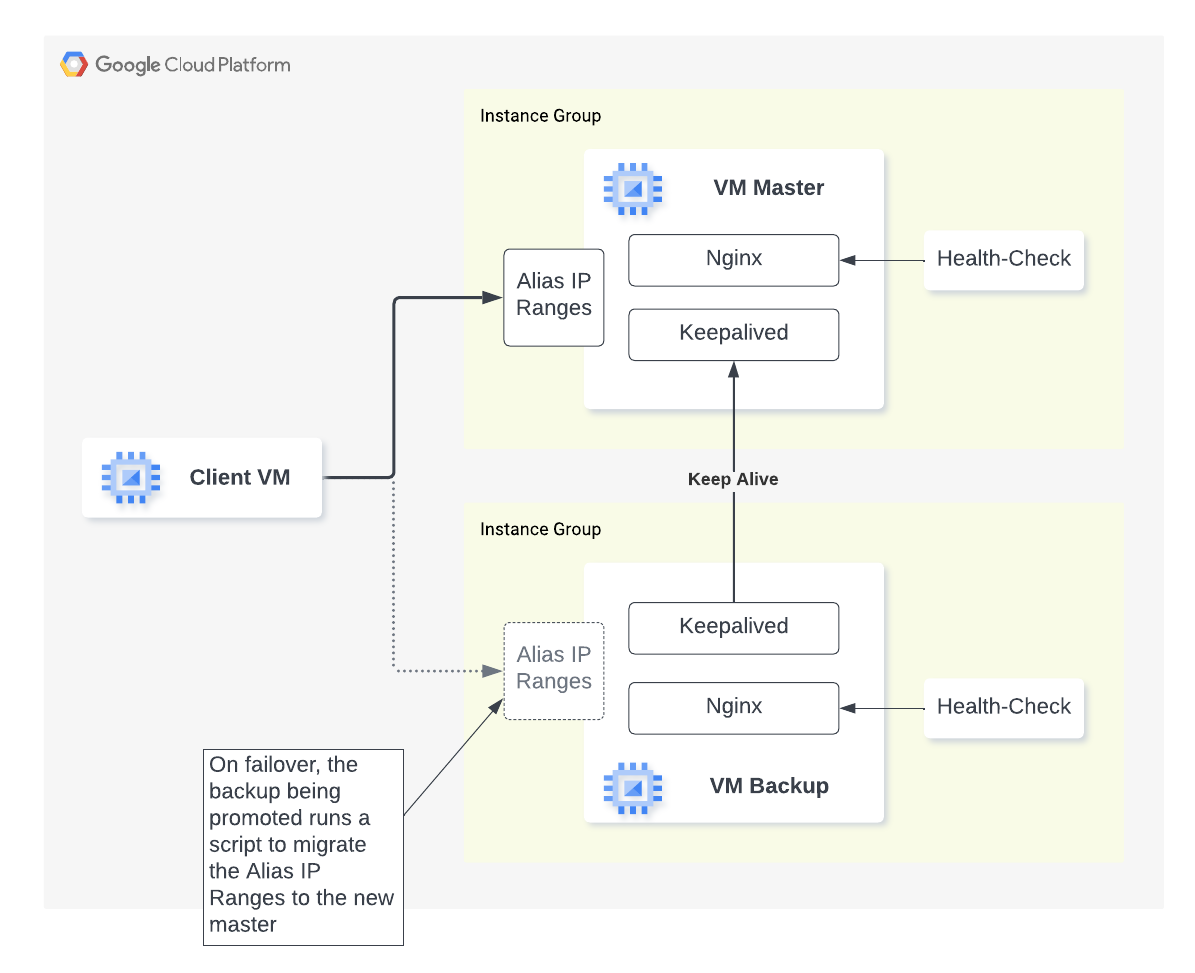 Google Cloud Platform
Instance Group
VM Master
Nginx
Health-Check
Alias IP
Ranges
Keepalived
Client VM
Keep Alive
Instance Group
Keepalived
Alias IP
Ranges
Nginx
Health-Check
VM Backup
On failover, the
backup being
promoted runs a
script to migrate
the Alias IP
Ranges to the new
master